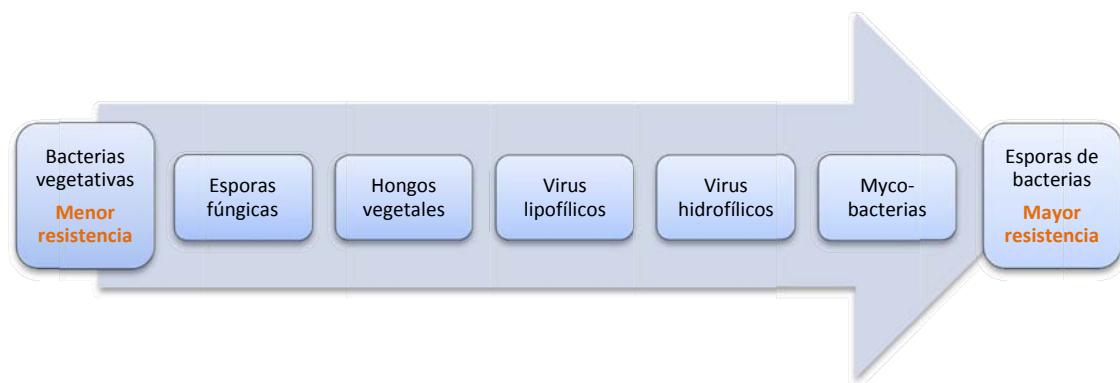 Bacterias
vegetativas
Menor
resistencia
Esporas
fúngicas
Hongos
vegetales
Virus
lipofílicos
Virus
hidrofílicos
Myco-
bacterias
Esporas de
bacterias
Mayor
resistencia